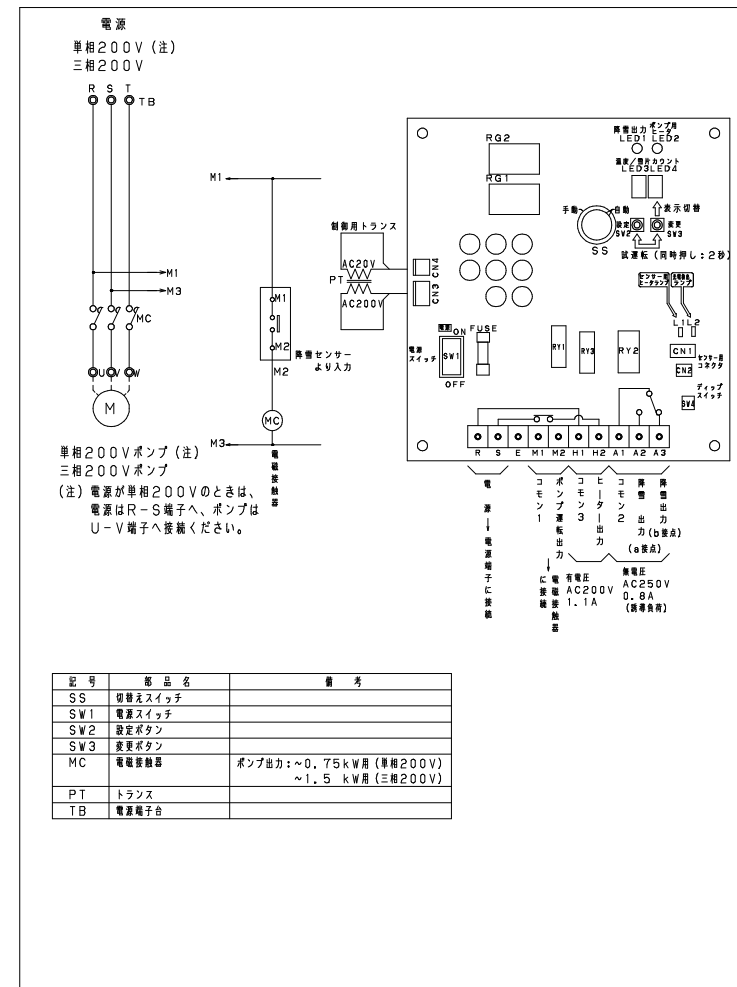 電源
単相200V（注）
三相200V
R S T
TB
M1
M3
MC
U V W
M
単相200Vポンプ（注）
三相200Vポンプ
（注）電源が単相200Vのときは、
電源はR－S端子へ、ポンプは
U－V端子へ接続ください。
M1
M1
M2
M2
降雪センサー
より入力
MC
M3
電磁接触器
制御用トランス
AC20V
PT
AC200V
CN4
CN3
RG2
RG1
降雪出力 ポンプ用ヒータ
LED1 LED2
温度／雪片カウント
LED3 LED4
表示切替
手動 自動
SS
設定 SW2
変更 SW3
試運転（同時押し：2秒）
センサー用ヒータランプ
L1 L2
CN1
センサー用コネクタ
CN2
ディップスイッチ
SW4
電源 ON FUSE
電源スイッチ
SW1
OFF
RY1 RY3 RY2
R S E M1 M2 H1 H2 A1 A2 A3
電源→電源端子に接続
コモン1
ポンプ運転出力→電磁接触器に接続
コモン3
ヒーター出力
コモン2
降雪出力（a接点）
降雪出力（b接点）
有電圧
AC200V
1.1A
無電圧
AC250V
0.8A
（誘導負荷）
記号 部品名 備考
SS 切替えスイッチ
SW1 電源スイッチ
SW2 設定ボタン
SW3 変更ボタン
MC 電磁接触器 ポンプ出力：~0.75kW用（単相200V）
~1.5 kW用（三相200V）
PT トランス
TB 電源端子台